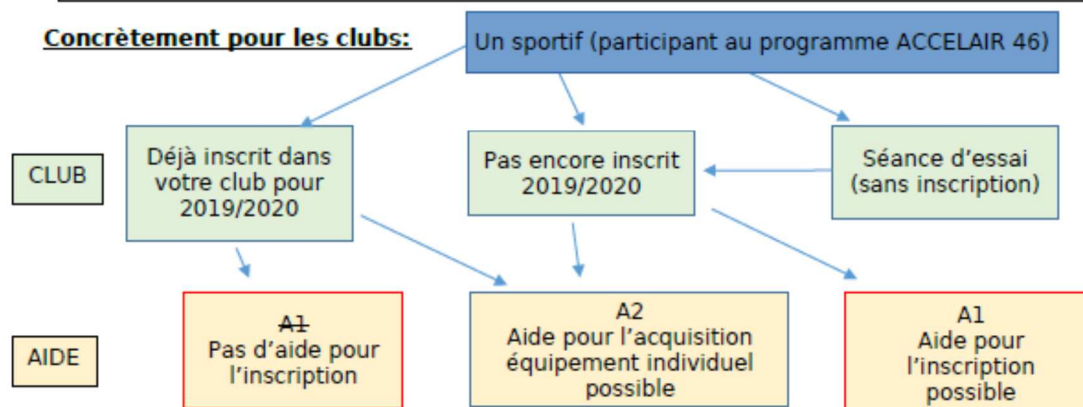 Concrètement pour les clubs:
Un sportif (participant au programme ACCELAIR 46)
CLUB
Déjà inscrit dans
votre club pour
2019/2020
Pas encore inscrit
2019/2020
Séance d'essai
(sans inscription)
AIDE
A1
Pas d'aide pour
l'inscription
A2
Aide pour l'acquisition
équipement individuel
possible
A1
Aide pour
l'inscription
possible